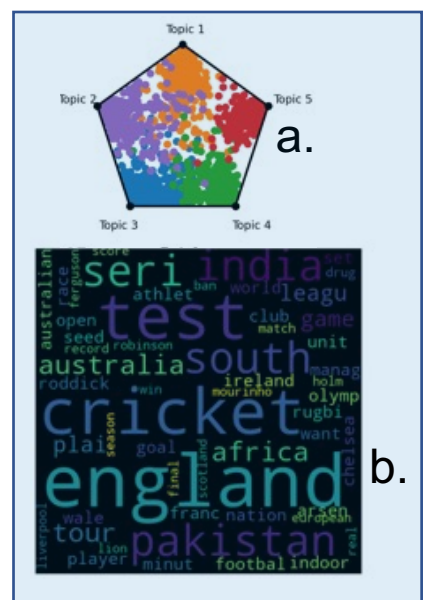 Topic 1
Topic 2
Topic 5
a.
Topic 3
Topic 4
score
australian
race
ferguson
seri
india
set
drug
athlet
ban
world
leagu
open
test
club
game
seed
match
record
robinson
unit
australia
south
manag
roddick
win
ireland
holm
mourinho
olymp
cricket
rugbi
want
plai
season
goal
scotland
africa
chelsea
b.
england
final
franc
nation
arsen
european
wale
tour
pakistan
real
liverpool
lion
player
minut
footbal
indoor